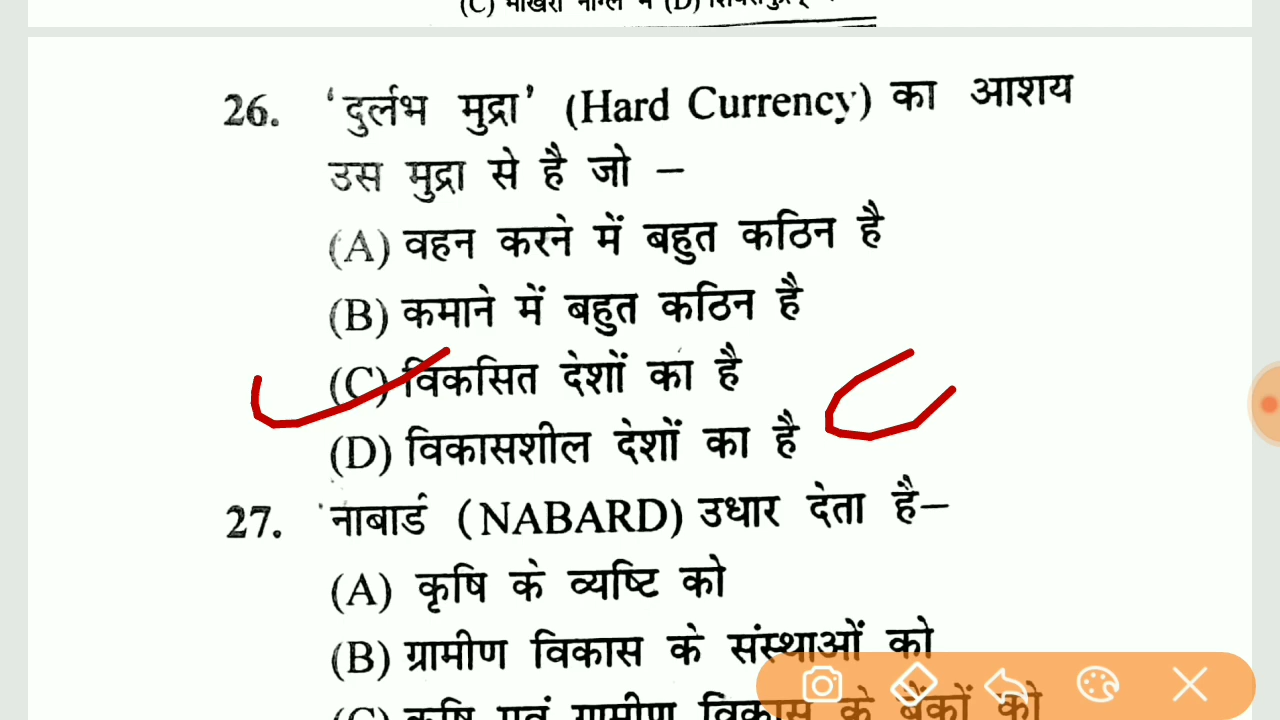 26. 'दुर्लभ मुद्रा' (Hard Currency) का आशय
उस मुद्रा से है जो –
(A) वहन करने में बहुत कठिन है
(B) कमाने में बहुत कठिन है
(C) विकसित देशों का है
(D) विकासशील देशों का है
27. नाबार्ड (NABARD) उधार देता है–
(A) कृषि के व्यष्टि को
(B) ग्रामीण विकास के संस्थाओं को
(C) कृषि एवं ग्रामीण विकास के बैंकों को